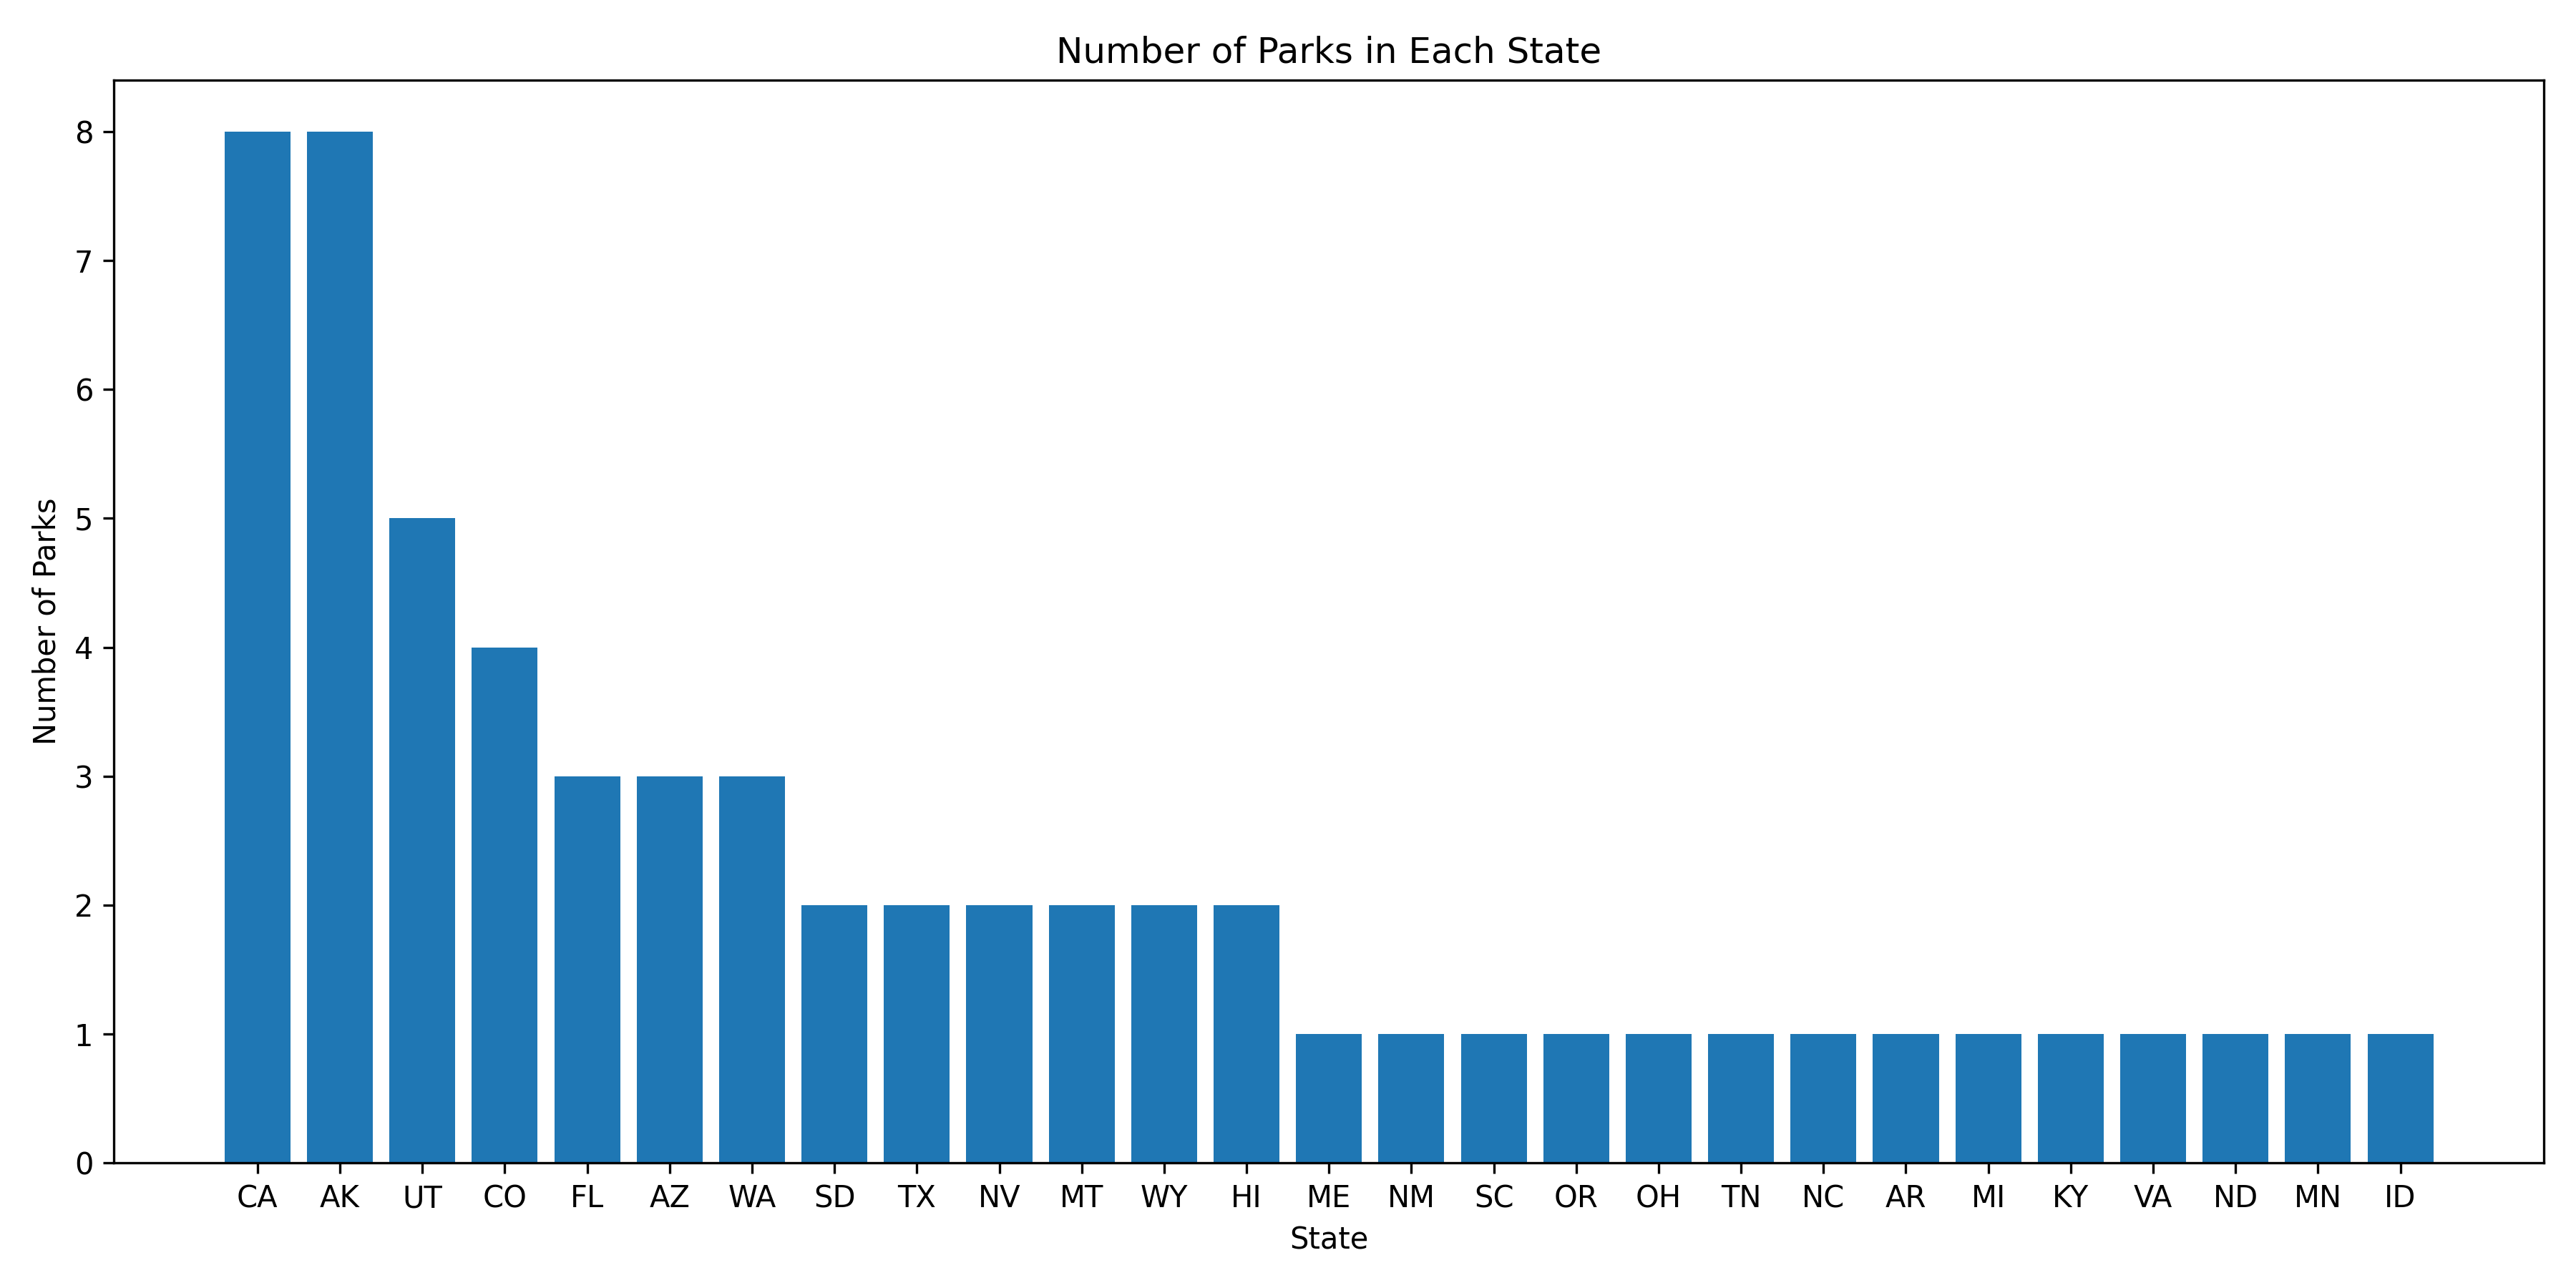 Number of Parks in Each State
Number of Parks
8
7
6
5
4
3
2
1
0
CA AK UT CO FL AZ WA SD TX NV MT WY HI ME NM SC OR OH TN NC AR MI KY VA ND MN ID
State